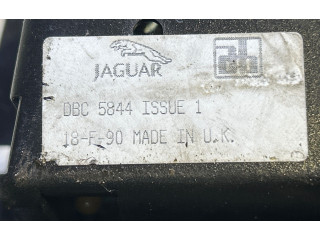 JAGUAR
DBC 5844 ISSUE 1
18-F-90 MADE IN U.K.